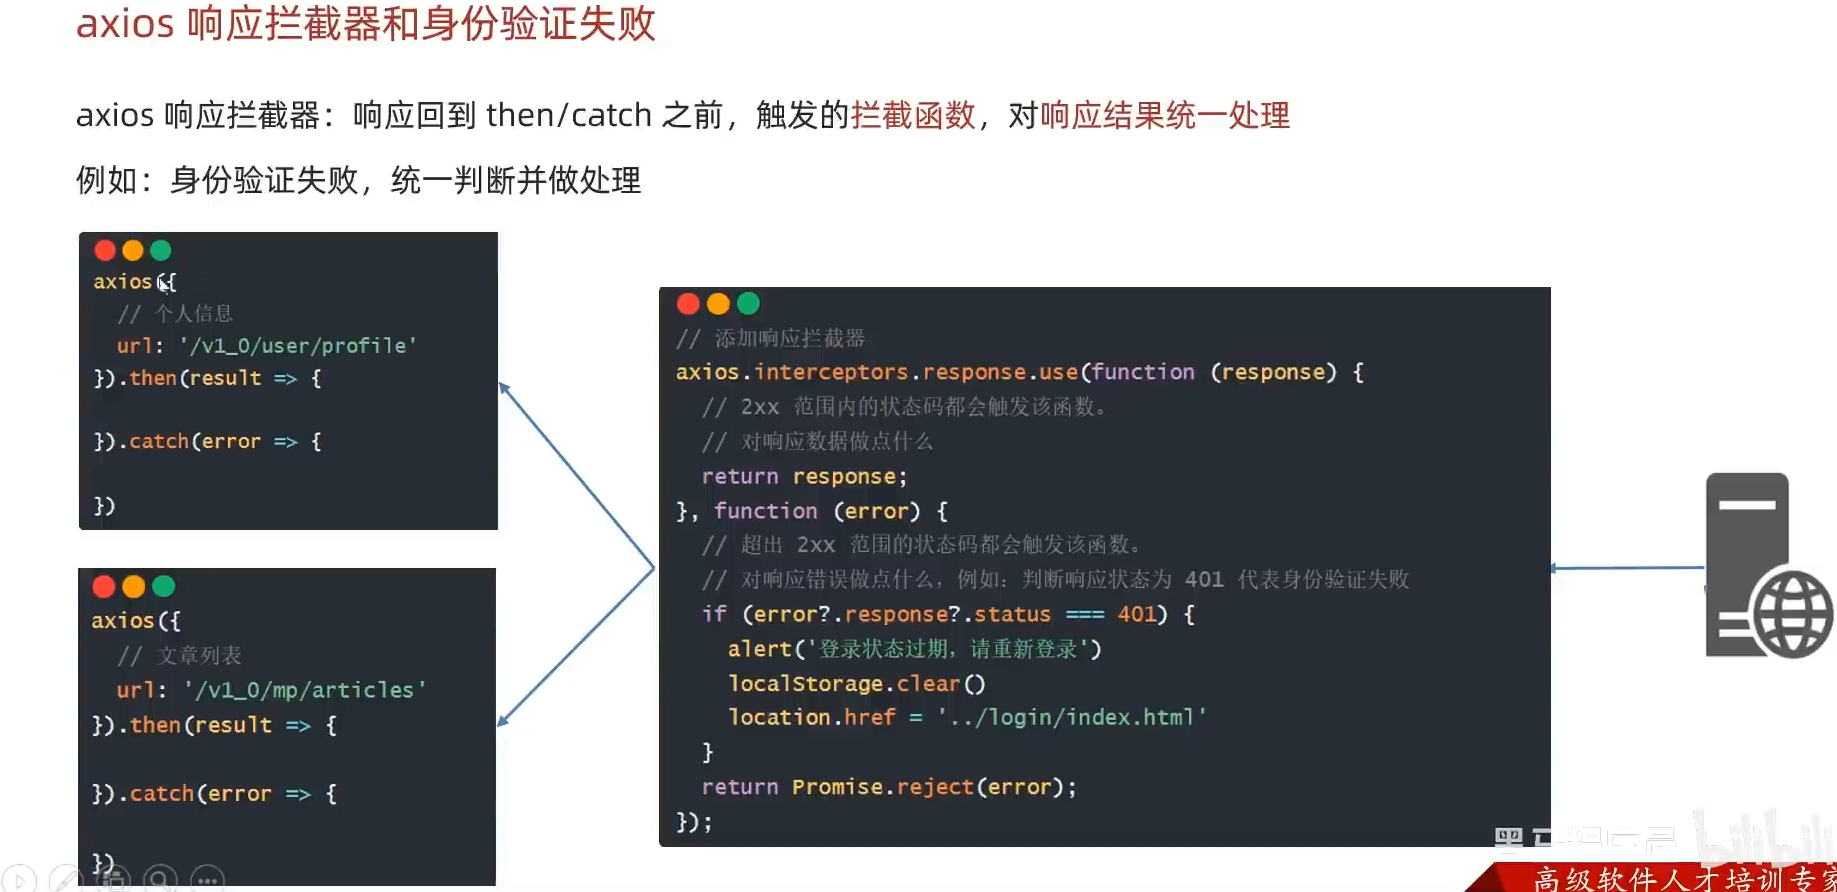 axios 响应拦截器和身份验证失败
axios 响应拦截器：响应回到 then/catch 之前，触发的拦截函数，对响应结果统一处理
例如：身份验证失败，统一判断并做处理
axios({
// 个人信息
url: '/v1_0/user/profile'
}).then(result => {
}).catch(error => {
})
axios({
// 文章列表
url: '/v1_0/mp/articles'
}).then(result => {
}).catch(error => {
})
// 添加响应拦截器
axios.interceptors.response.use(function (response) {
// 2xx 范围内的状态码都会触发该函数。
// 对响应数据做点什么
return response;
}, function (error) {
// 超出 2xx 范围的状态码都会触发该函数。
// 对响应错误做点什么，例如：判断响应状态为 401 代表身份验证失败
if (error?.response?.status === 401) {
alert('登录状态过期，请重新登录')
localStorage.clear()
location.href = '../login/index.html'
}
return Promise.reject(error);
});
黑马程序员
bilibili
高级软件人才培训专家